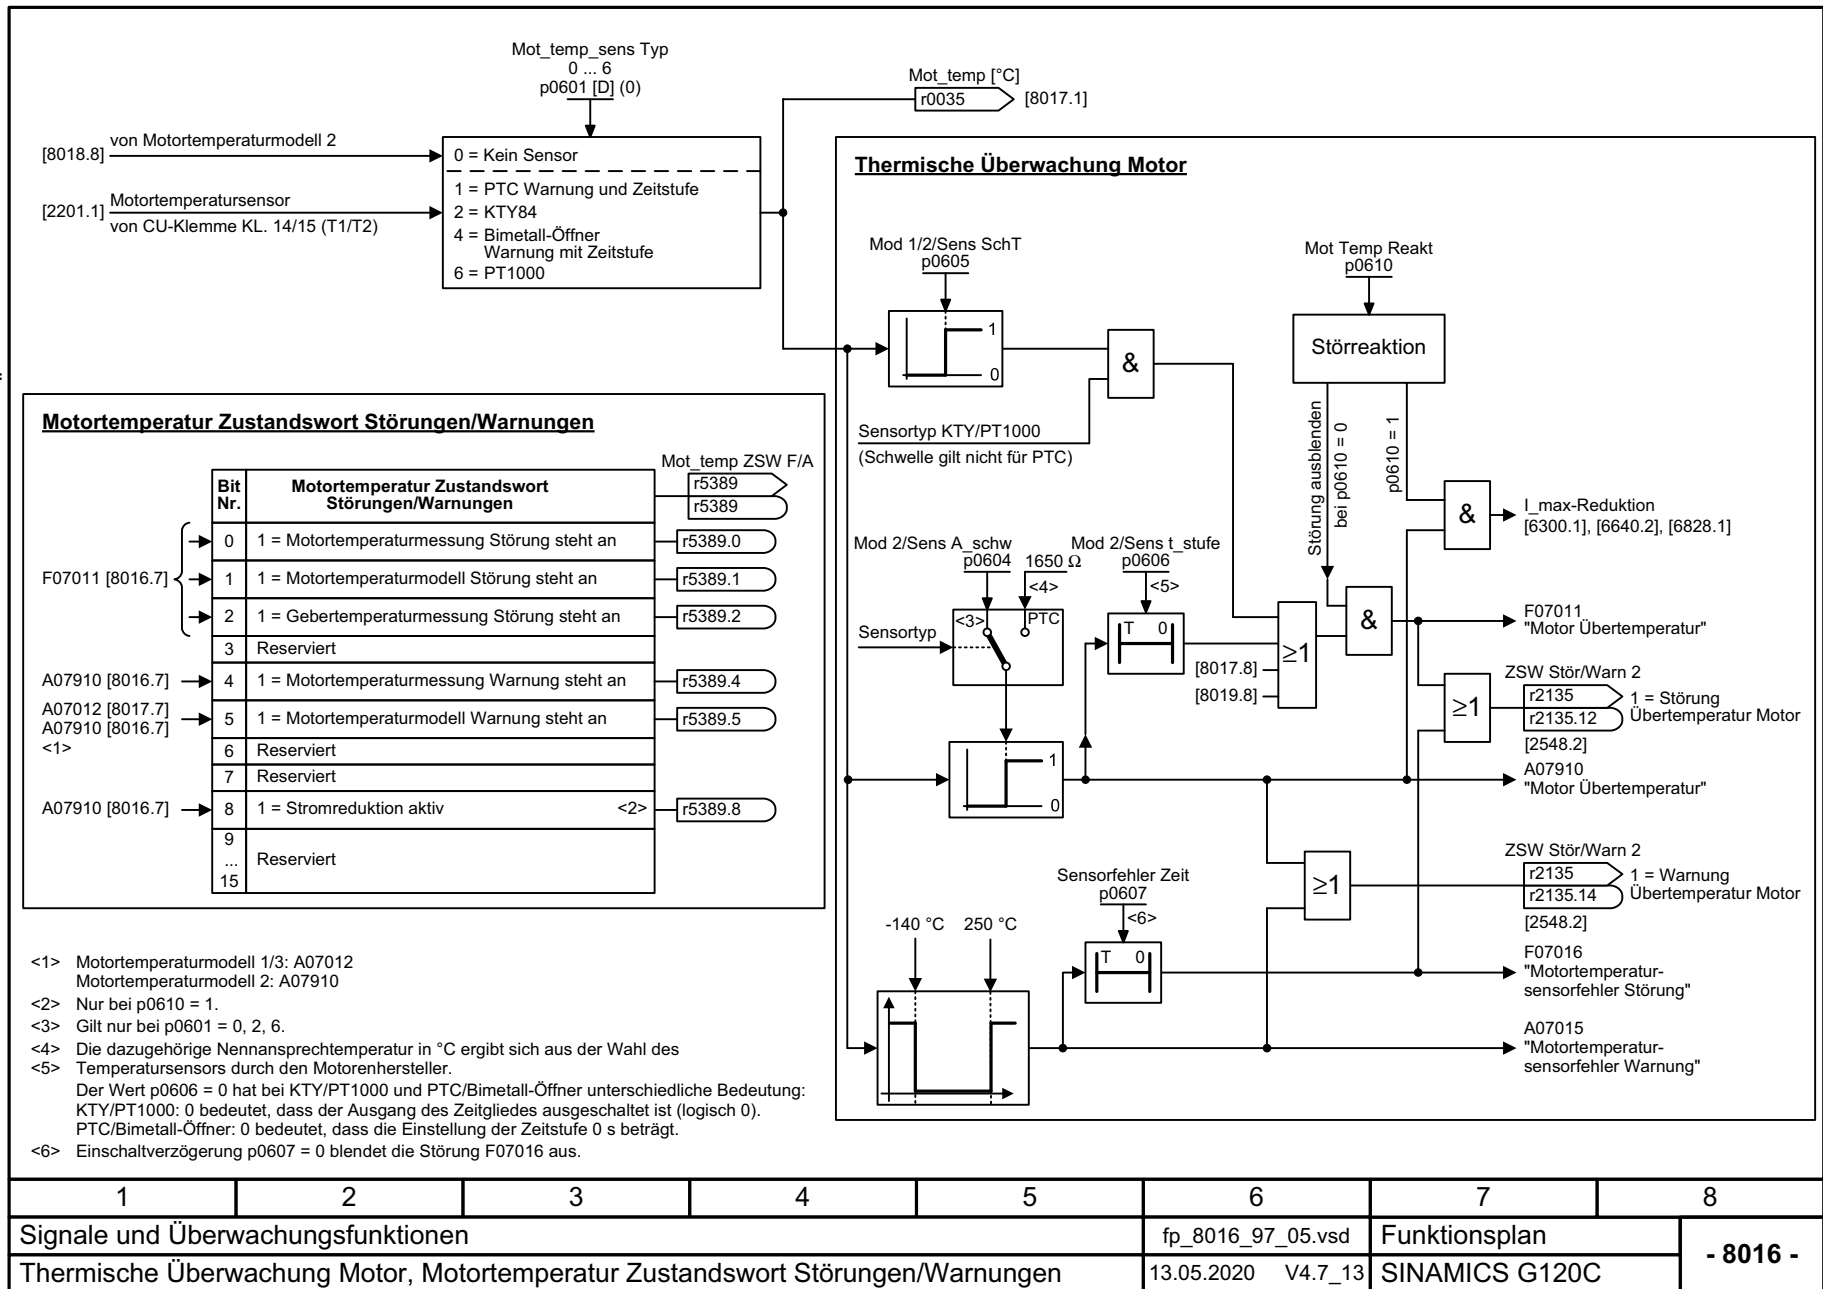 Mot_temp_sens Typ
0 ... 6
p0601 [D] (0)
Mot_temp [°C]
r0035
[8017.1]
[8018.8]
von Motortemperaturmodell 2
[2201.1]
Motortemperatursensor
von CU-Klemme KL. 14/15 (T1/T2)
0 = Kein Sensor
1 = PTC Warnung und Zeitstufe
2 = KTY84
4 = Bimetall-Öffner
Warnung mit Zeitstufe
6 = PT1000
Thermische Überwachung Motor
Mod 1/2/Sens SchT
p0605
1
0
&
Sensortyp KTY/PT1000
(Schwelle gilt nicht für PTC)
Mot Temp Reakt
p0610
Störreaktion
Störung ausblenden
bei p0610 = 0
p0610 = 1
&
I_max-Reduktion
[6300.1], [6640.2], [6828.1]
Mod 2/Sens A_schw
p0604
1650 Ω
<4>
<3>
PTC
Sensortyp
Mod 2/Sens t_stufe
p0606
<5>
T 0
[8017.8]
[8019.8]
≥1
&
F07011
"Motor Übertemperatur"
ZSW Stör/Warn 2
r2135
r2135.12
1 = Störung
Übertemperatur Motor
[2548.2]
≥1
1
0
A07910
"Motor Übertemperatur"
≥1
ZSW Stör/Warn 2
r2135
r2135.14
1 = Warnung
Übertemperatur Motor
[2548.2]
Sensorfehler Zeit
p0607
<6>
T 0
-140 °C
250 °C
F07016
"Motortemperatur-
sensorfehler Störung"
A07015
"Motortemperatur-
sensorfehler Warnung"
Motortemperatur Zustandswort Störungen/Warnungen
Mot_temp ZSW F/A
r5389
r5389
Bit
Nr.
Motortemperatur Zustandswort
Störungen/Warnungen
F07011 [8016.7]
0 1 = Motortemperaturmessung Störung steht an r5389.0
1 1 = Motortemperaturmodell Störung steht an r5389.1
2 1 = Gebertemperaturmessung Störung steht an r5389.2
3 Reserviert
A07910 [8016.7] 4 1 = Motortemperaturmessung Warnung steht an r5389.4
A07012 [8017.7]
A07910 [8016.7]
<1>
5 1 = Motortemperaturmodell Warnung steht an r5389.5
6 Reserviert
7 Reserviert
A07910 [8016.7] 8 1 = Stromreduktion aktiv <2> r5389.8
9
...
15
Reserviert
<1> Motortemperaturmodell 1/3: A07012
Motortemperaturmodell 2: A07910
<2> Nur bei p0610 = 1.
<3> Gilt nur bei p0601 = 0, 2, 6.
<4> Die dazugehörige Nennansprechtemperatur in °C ergibt sich aus der Wahl des
<5> Temperatursensors durch den Motorenhersteller.
Der Wert p0606 = 0 hat bei KTY/PT1000 und PTC/Bimetall-Öffner unterschiedliche Bedeutung:
KTY/PT1000: 0 bedeutet, dass der Ausgang des Zeitgliedes ausgeschaltet ist (logisch 0).
PTC/Bimetall-Öffner: 0 bedeutet, dass die Einstellung der Zeitstufe 0 s beträgt.
<6> Einschaltverzögerung p0607 = 0 blendet die Störung F07016 aus.
1 2 3 4 5 6 7 8
Signale und Überwachungsfunktionen
fp_8016_97_05.vsd
Funktionsplan
- 8016 -
Thermische Überwachung Motor, Motortemperatur Zustandswort Störungen/Warnungen
13.05.2020 V4.7_13
SINAMICS G120C